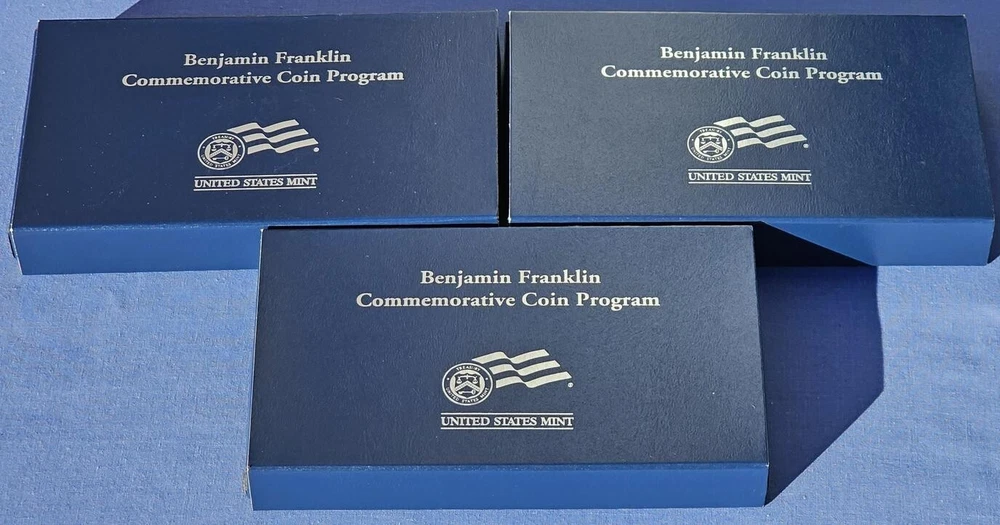 Benjamin Franklin
Commemorative Coin Program
UNITED STATES MINT
Benjamin Franklin
Commemorative Coin Program
UNITED STATES MINT
Benjamin Franklin
Commemorative Coin Program
UNITED STATES MINT